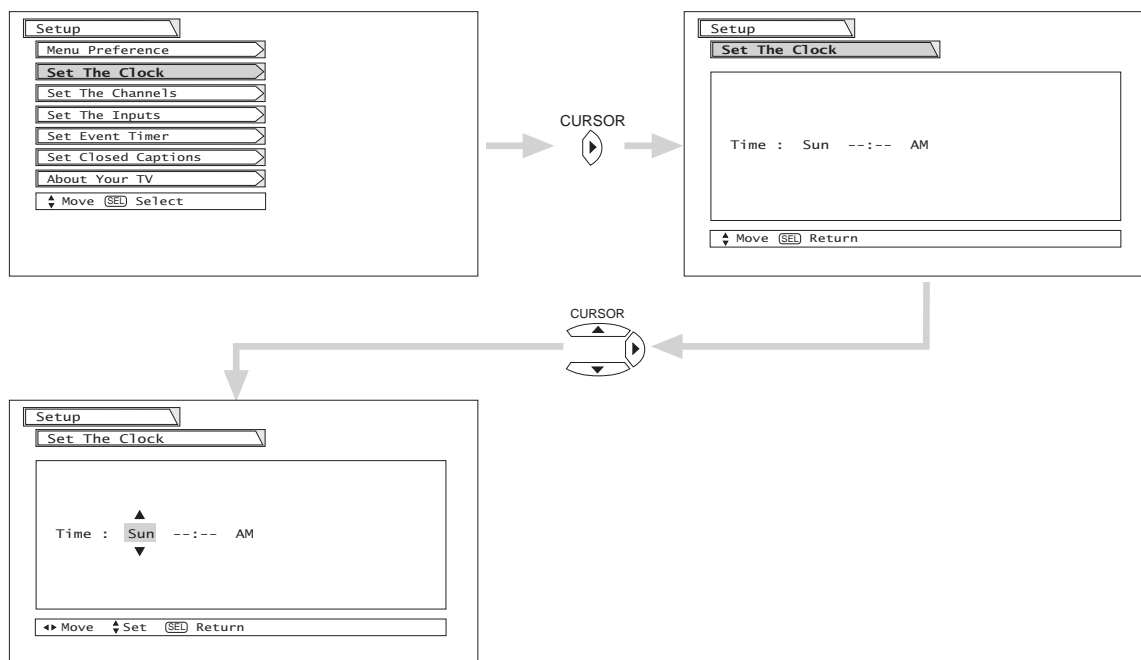 Setup
Menu Preference
Set The Clock
Set The Channels
Set The Inputs
Set Event Timer
Set Closed Captions
About Your TV
Move SEL Select
CURSOR
Setup
Set The Clock
Time : Sun --:-- AM
Move SEL Return
CURSOR
Setup
Set The Clock
Time : Sun --:-- AM
Move Set SEL Return